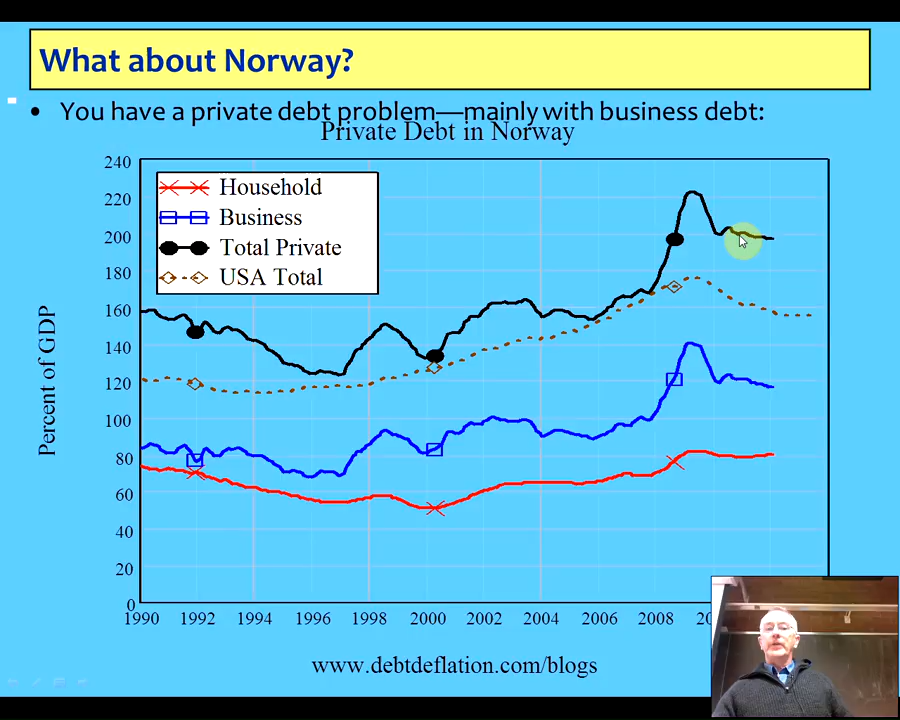 What about Norway?
• You have a private debt problem—mainly with business debt:
Private Debt in Norway
240
220
200
180
160
140
120
100
80
60
40
20
0
Percent of GDP
Household
Business
Total Private
USA Total
1990 1992 1994 1996 1998 2000 2002 2004 2006 2008 20
www.debtdeflation.com/blogs